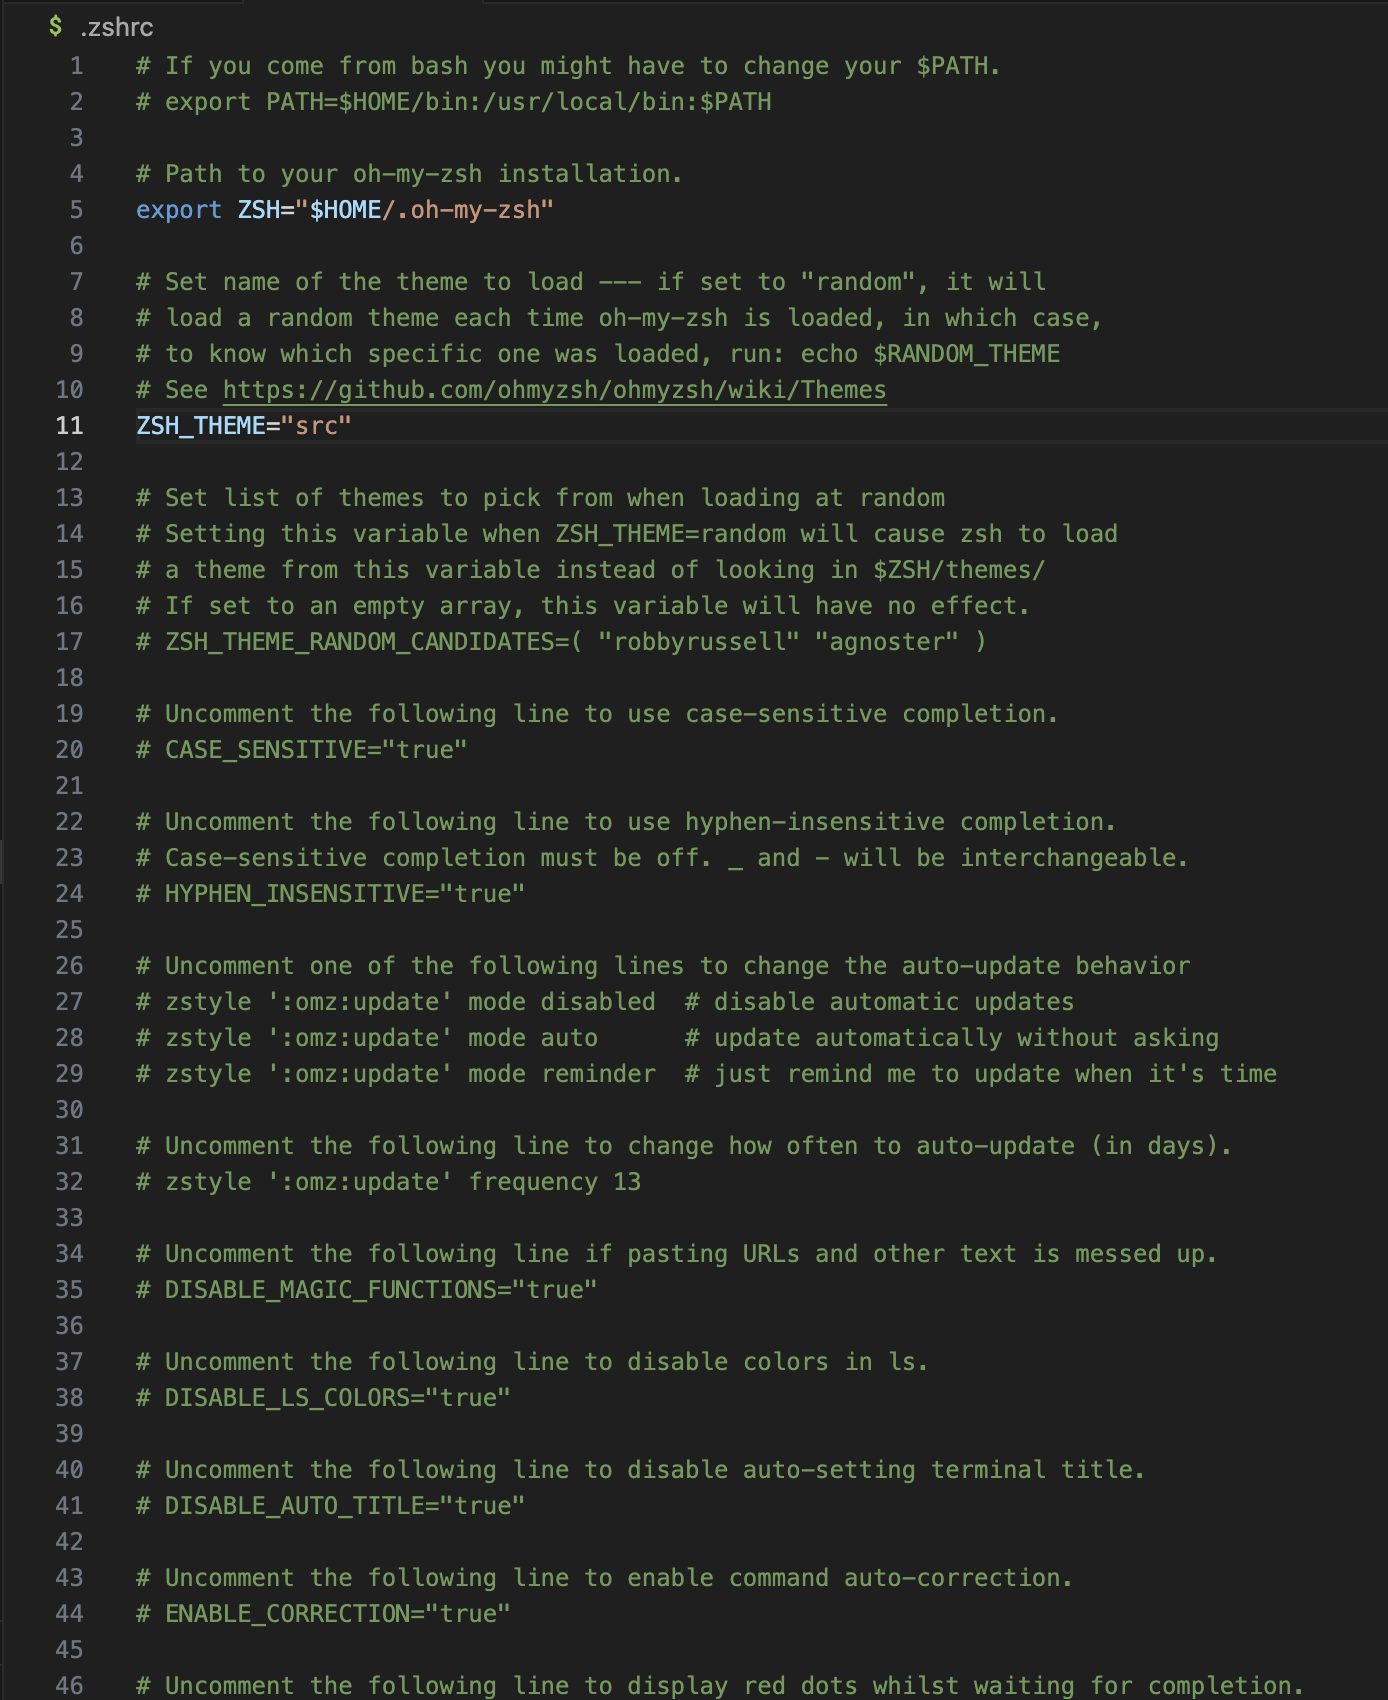 $ .zshrc
1 # If you come from bash you might have to change your $PATH.
2 # export PATH=$HOME/bin:/usr/local/bin:$PATH
3
4 # Path to your oh-my-zsh installation.
5 export ZSH="$HOME/.oh-my-zsh"
6
7 # Set name of the theme to load --- if set to "random", it will
8 # load a random theme each time oh-my-zsh is loaded, in which case,
9 # to know which specific one was loaded, run: echo $RANDOM_THEME
10 # See https://github.com/ohmyzsh/ohmyzsh/wiki/Themes
11 ZSH_THEME="src"
12
13 # Set list of themes to pick from when loading at random
14 # Setting this variable when ZSH_THEME=random will cause zsh to load
15 # a theme from this variable instead of looking in $ZSH/themes/
16 # If set to an empty array, this variable will have no effect.
17 # ZSH_THEME_RANDOM_CANDIDATES=( "robbyrussell" "agnoster" )
18
19 # Uncomment the following line to use case-sensitive completion.
20 # CASE_SENSITIVE="true"
21
22 # Uncomment the following line to use hyphen-insensitive completion.
23 # Case-sensitive completion must be off. _ and - will be interchangeable.
24 # HYPHEN_INSENSITIVE="true"
25
26 # Uncomment one of the following lines to change the auto-update behavior
27 # zstyle ':omz:update' mode disabled  # disable automatic updates
28 # zstyle ':omz:update' mode auto      # update automatically without asking
29 # zstyle ':omz:update' mode reminder  # just remind me to update when it's time
30
31 # Uncomment the following line to change how often to auto-update (in days).
32 # zstyle ':omz:update' frequency 13
33
34 # Uncomment the following line if pasting URLs and other text is messed up.
35 # DISABLE_MAGIC_FUNCTIONS="true"
36
37 # Uncomment the following line to disable colors in ls.
38 # DISABLE_LS_COLORS="true"
39
40 # Uncomment the following line to disable auto-setting terminal title.
41 # DISABLE_AUTO_TITLE="true"
42
43 # Uncomment the following line to enable command auto-correction.
44 # ENABLE_CORRECTION="true"
45
46 # Uncomment the following line to display red dots whilst waiting for completion.